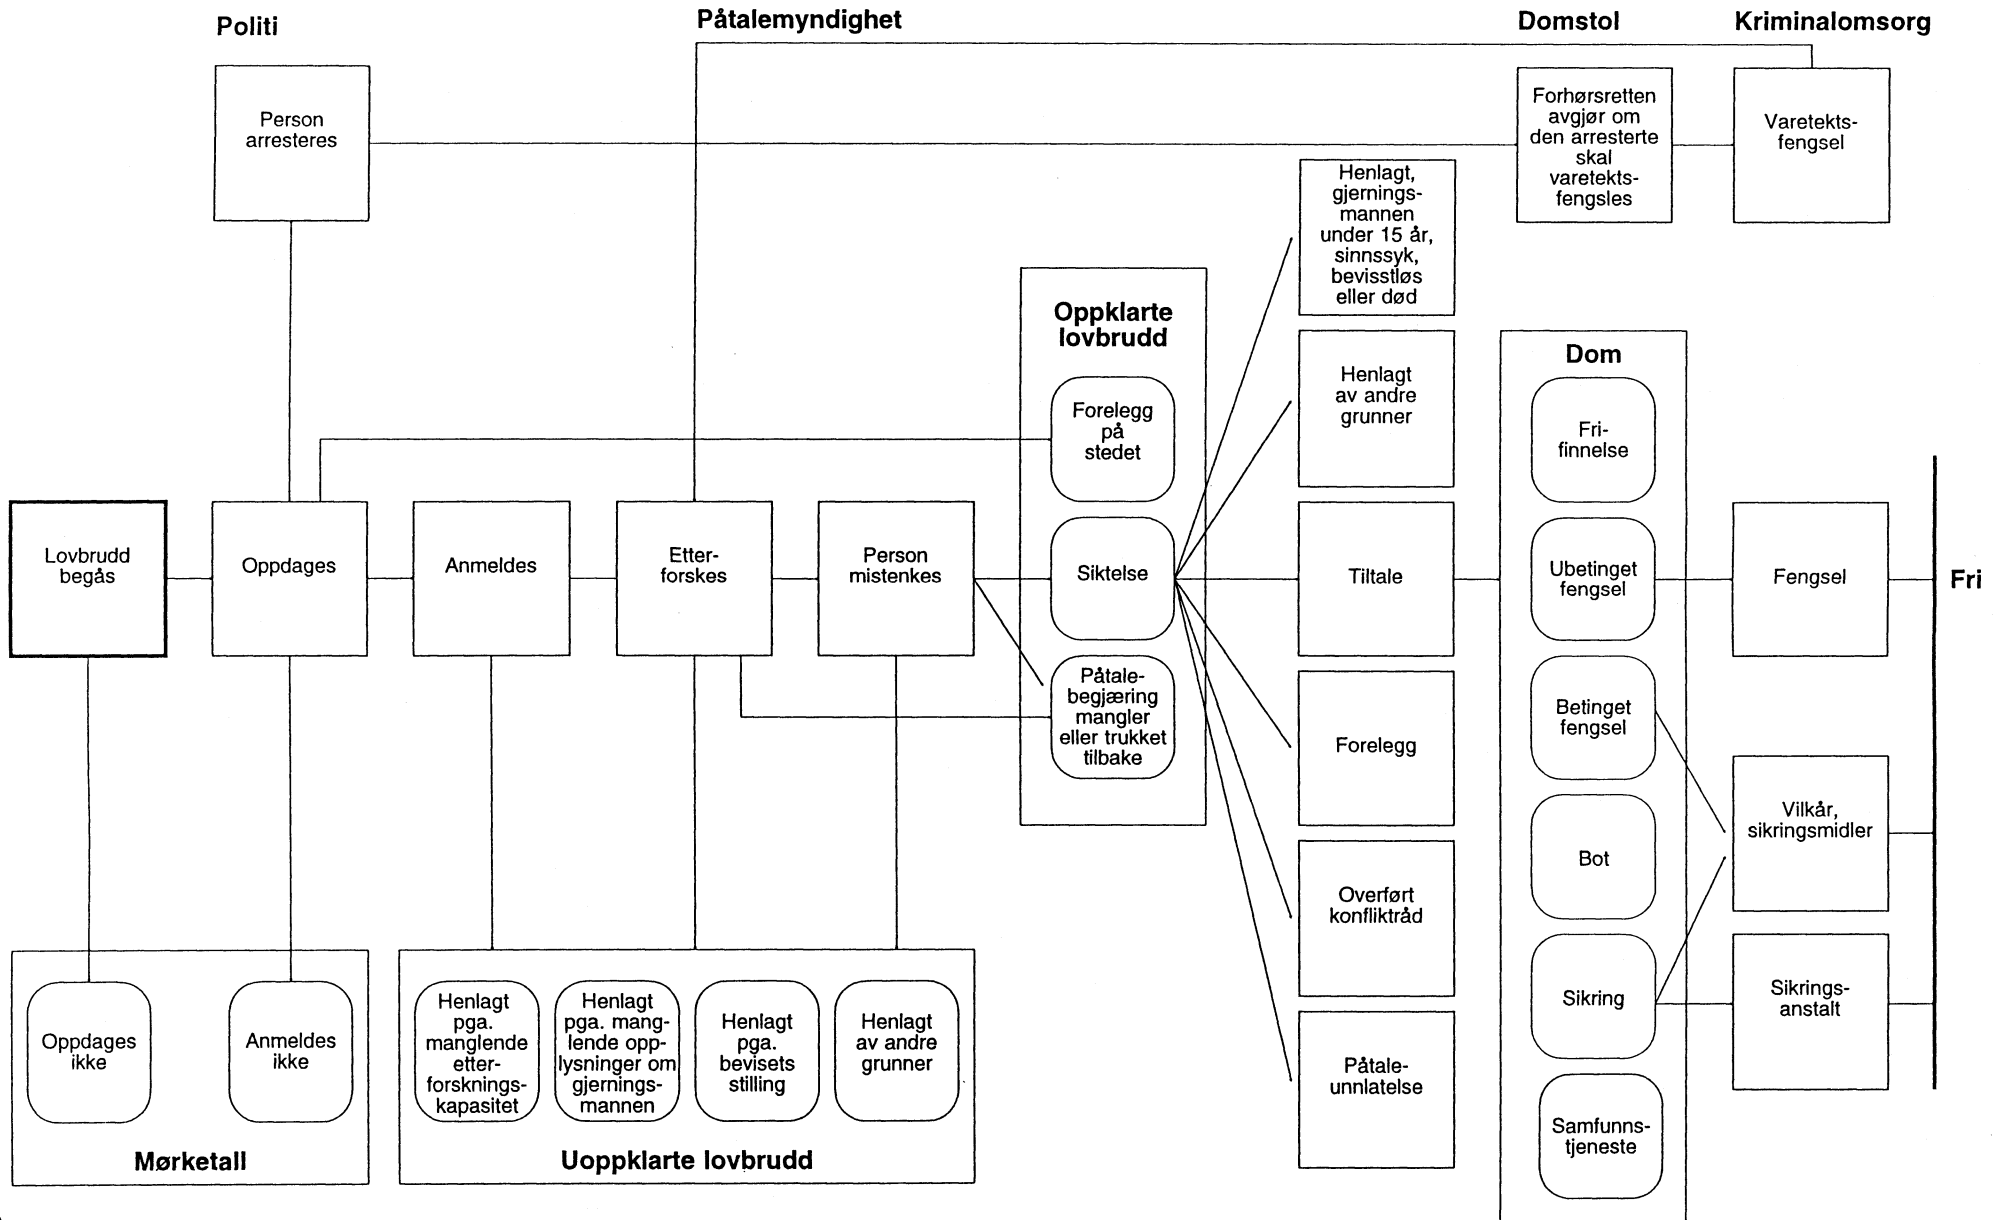 Politi
Påtalemyndighet
Domstol
Kriminalomsorg
Person
arresteres
Forhørsretten
avgjør om
den arresterte
skal
varetekts-
fengsles
Varetekts-
fengsel
Henlagt,
gjernings-
mannen
under 15 år,
sinnssyk,
bevisstløs
eller død
Oppklarte
lovbrudd
Forelegg
på
stedet
Henlagt
av andre
grunner
Dom
Fri-
finnelse
Lovbrudd
begås
Oppdages
Anmeldes
Etter-
forskes
Person
mistenkes
Siktelse
Tiltale
Ubetinget
fengsel
Fengsel
Fri
Påtale-
begjæring
mangler
eller trukket
tilbake
Forelegg
Betinget
fengsel
Vilkår,
sikringsmidler
Bot
Overført
konfliktråd
Sikring
Sikrings-
anstalt
Oppdages
ikke
Anmeldes
ikke
Mørketall
Henlagt
pga.
manglende
etter-
forsknings-
kapasitet
Henlagt
pga. mang-
lende opp-
lysninger om
gjernings-
mannen
Henlagt
pga.
bevisets
stilling
Henlagt
av andre
grunner
Uoppklarte lovbrudd
Påtale-
unnlatelse
Samfunns-
tjeneste